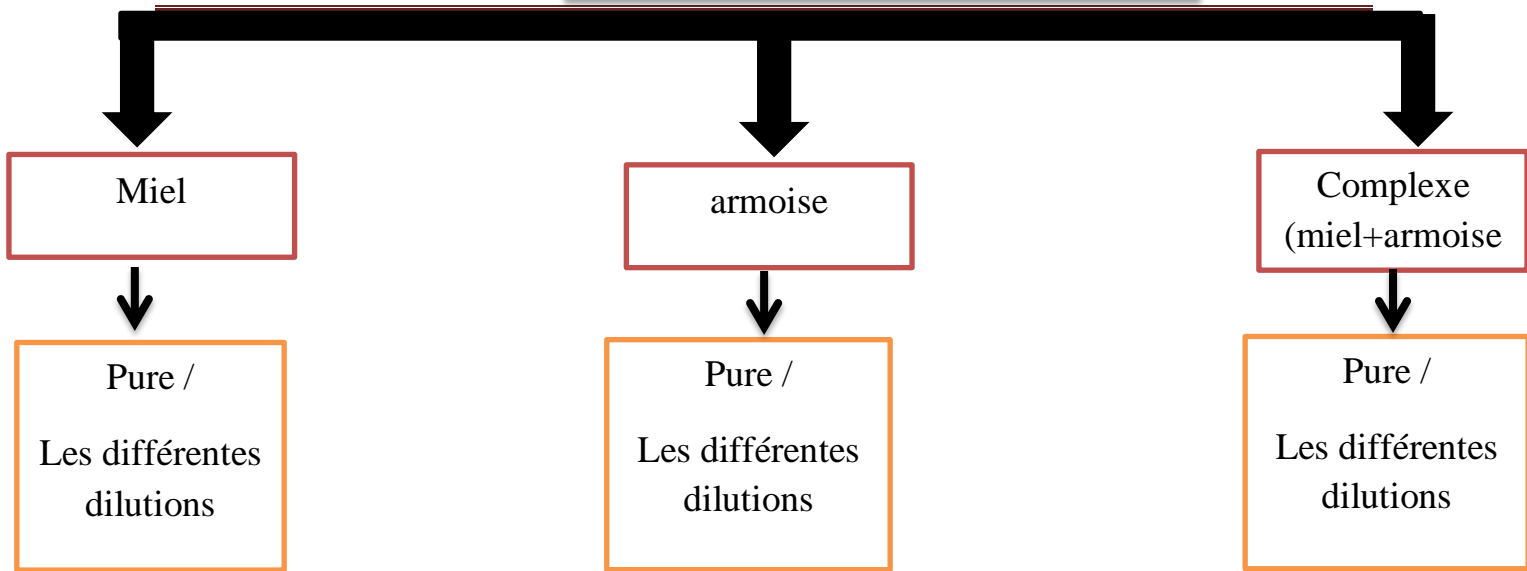 Miel
armoise
Complexe
(miel+armoise
Pure /
Les différentes
dilutions
Pure /
Les différentes
dilutions
Pure /
Les différentes
dilutions